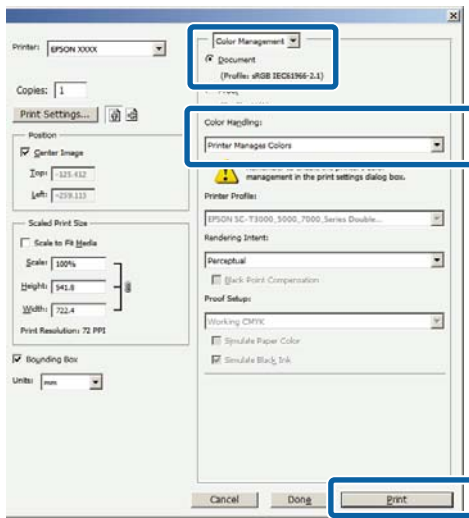 Printer: EPSON XXXX
Copies: 1
Print Settings...
Position
Center Image
Top: -125.412
Left: -259.113
Scaled Print Size
Scale to Fit Media
Scale: 100%
Height: 541.8
Width: 722.4
Print Resolution: 72 PPI
Bounding Box
Units: mm
Color Management
Document
(Profile: sRGB IEC61966-2.1)
Color Handling:
Printer Manages Colors
management in the print settings dialog box.
Printer Profile:
EPSON SC-T3000_5000_7000_Series Double...
Rendering Intent:
Perceptual
Black Point Compensation
Proof Setup:
Working CMYK
Simulate Paper Color
Simulate Black Ink
Cancel
Done
Print